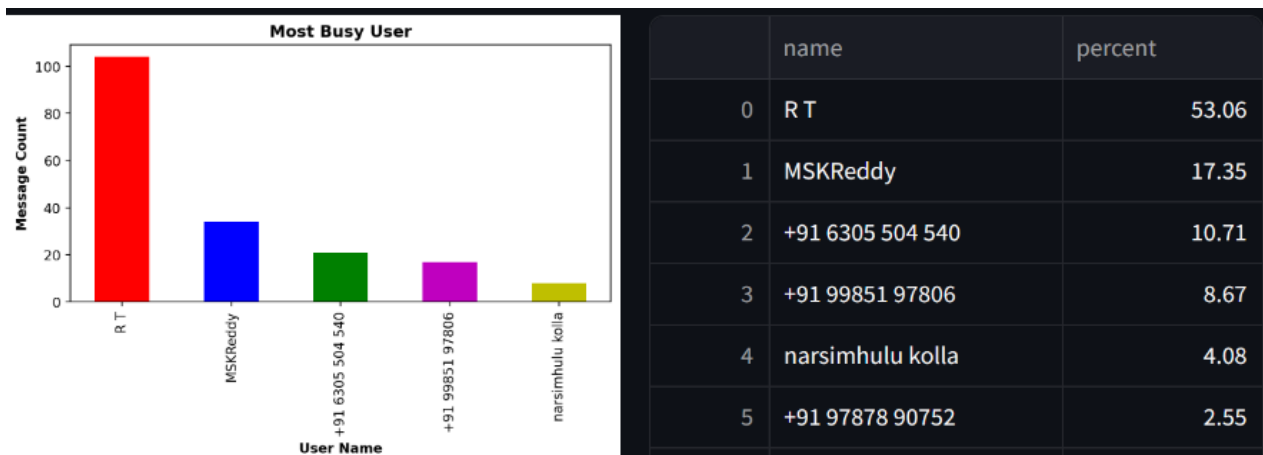 Most Busy User
Message Count
100
80
60
40
20
0
R T
MSKReddy
+91 6305 504 540
+91 99851 97806
narsimhulu kolla
User Name
name percent
0 R T 53.06
1 MSKReddy 17.35
2 +91 6305 504 540 10.71
3 +91 99851 97806 8.67
4 narsimhulu kolla 4.08
5 +91 97878 90752 2.55